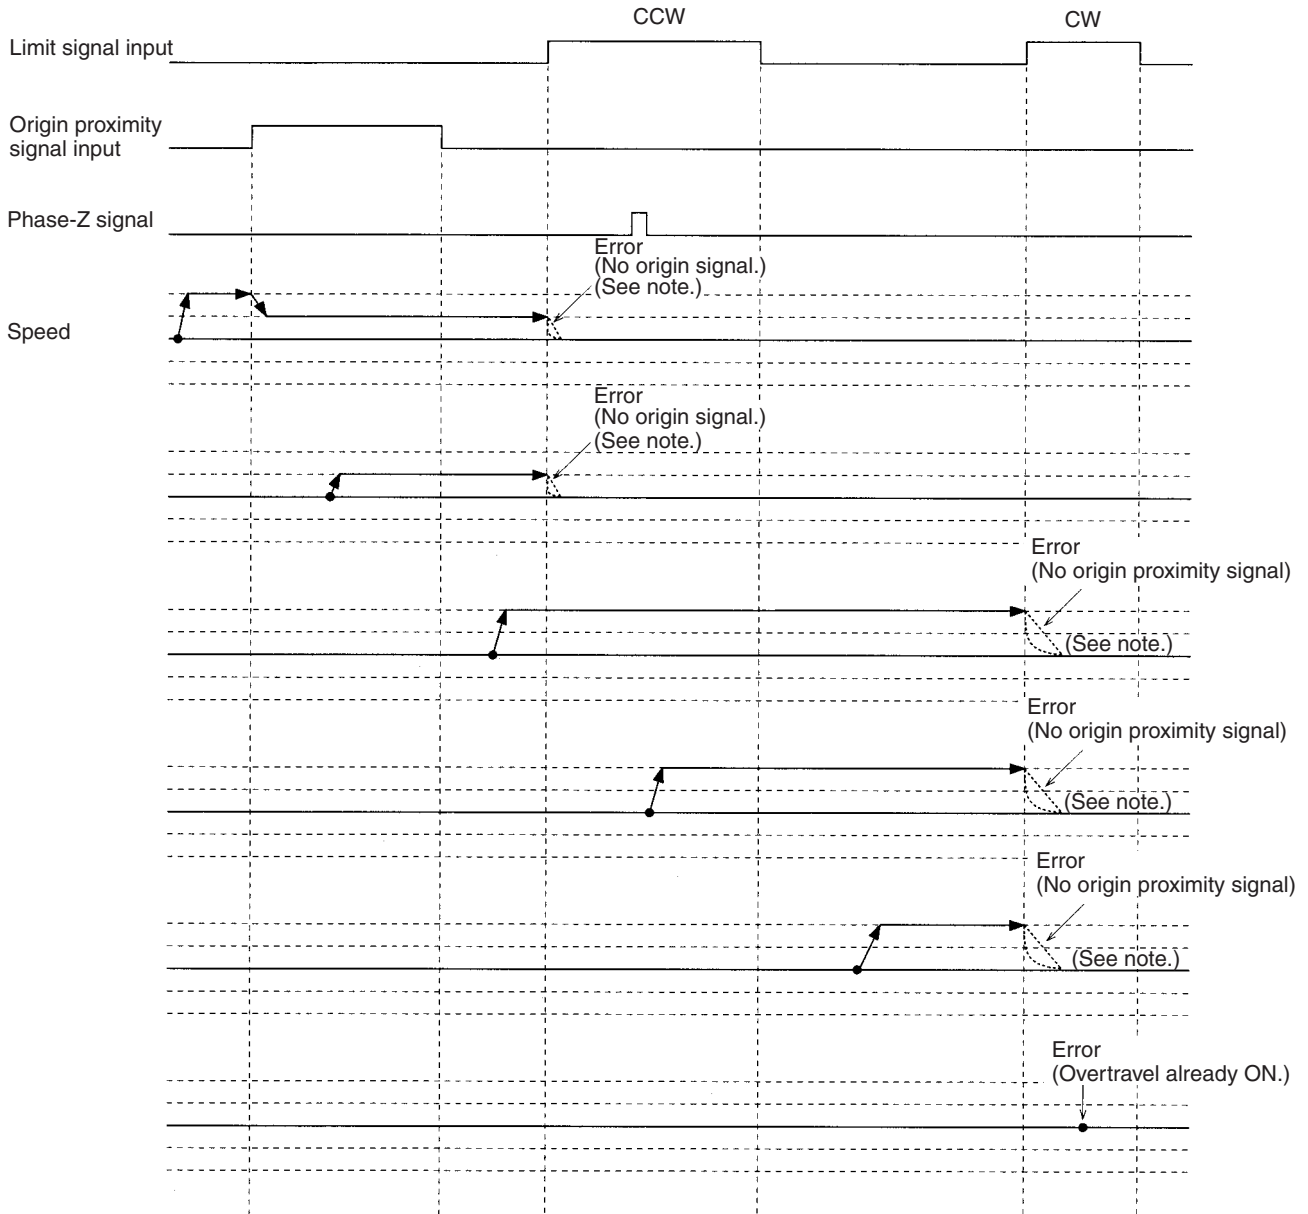 CCW
CW
Limit signal input
Origin proximity
signal input
Phase-Z signal
Error
(No origin signal.)
(See note.)
Speed
Error
(No origin signal.)
(See note.)
Error
(No origin proximity signal)
(See note.)
Error
(No origin proximity signal)
(See note.)
Error
(No origin proximity signal)
(See note.)
Error
(Overtravel already ON.)